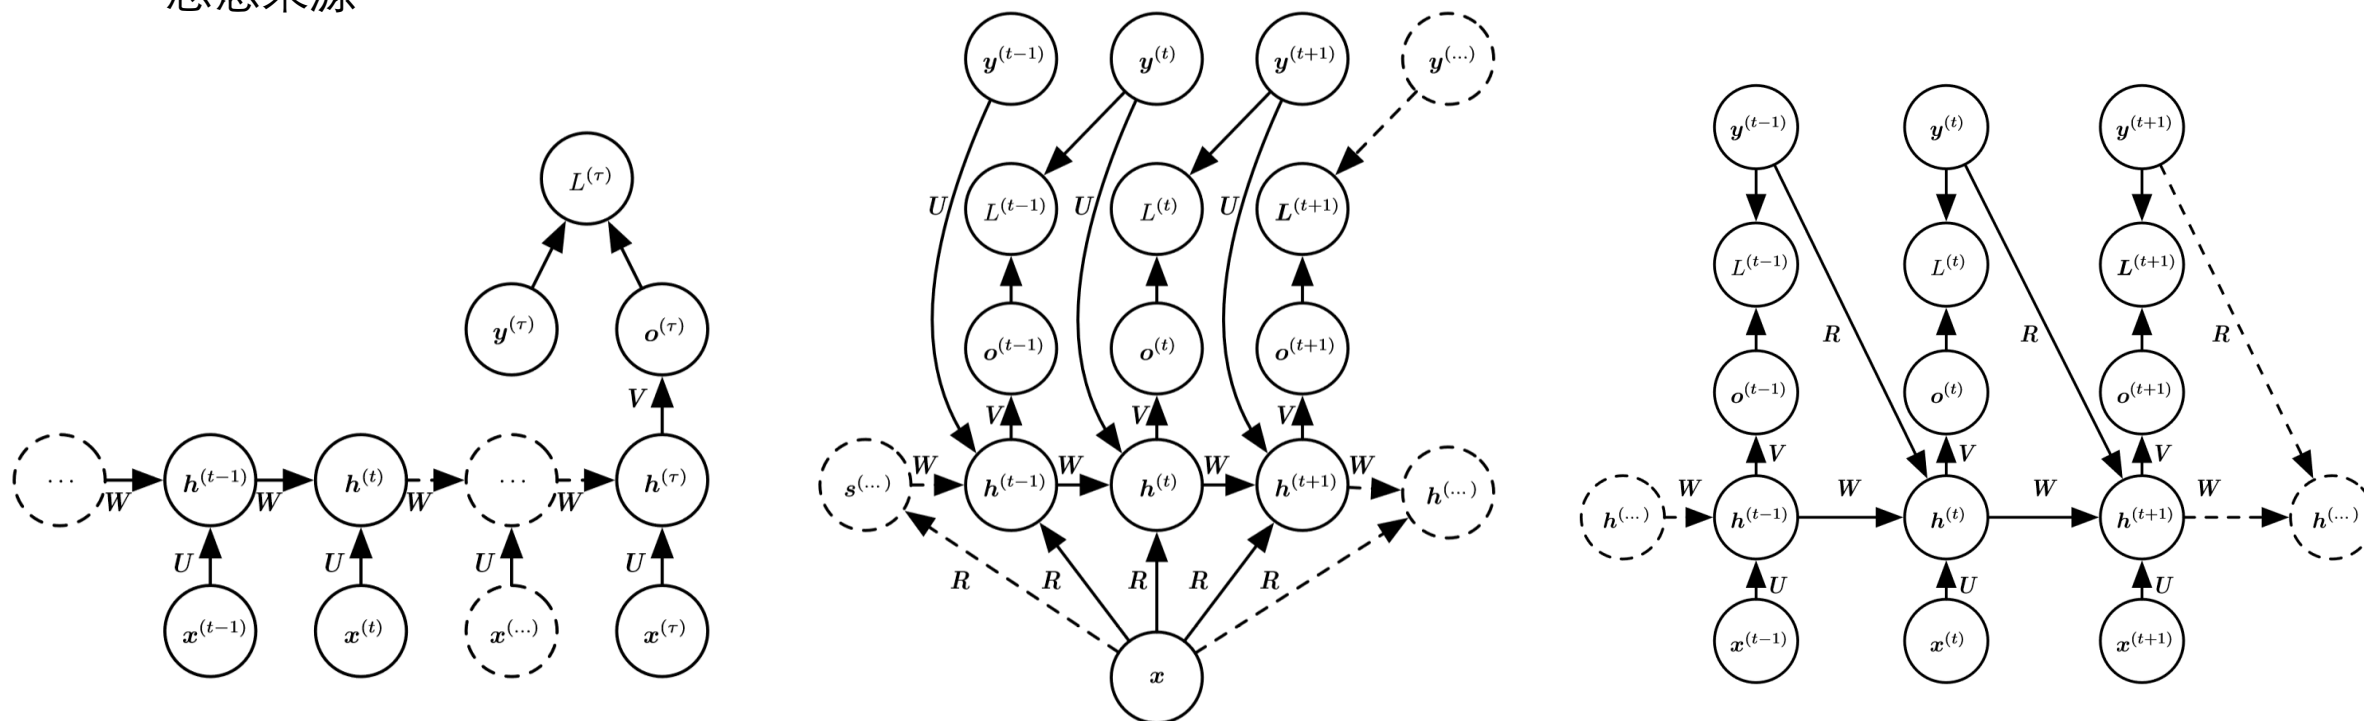 y^(t−1) y^(t) y^(t+1) y^(...)
L^(τ)
U L^(t−1) U L^(t) U L^(t+1)
y^(τ) o^(τ)
o^(t−1) o^(t) o^(t+1)
V
V V V
... W h^(t−1) W h^(t) W ... W h^(τ)
s^(...) W h^(t−1) W h^(t) W h^(t+1) W h^(...)
U U U U
R R R R R
x^(t−1) x^(t) x^(...) x^(τ)
x
y^(t−1) y^(t) y^(t+1)
L^(t−1) L^(t) L^(t+1)
R R R
o^(t−1) o^(t) o^(t+1)
V V V
h^(...) W h^(t−1) W h^(t) W h^(t+1) W h^(...)
U U U
x^(t−1) x^(t) x^(t+1)